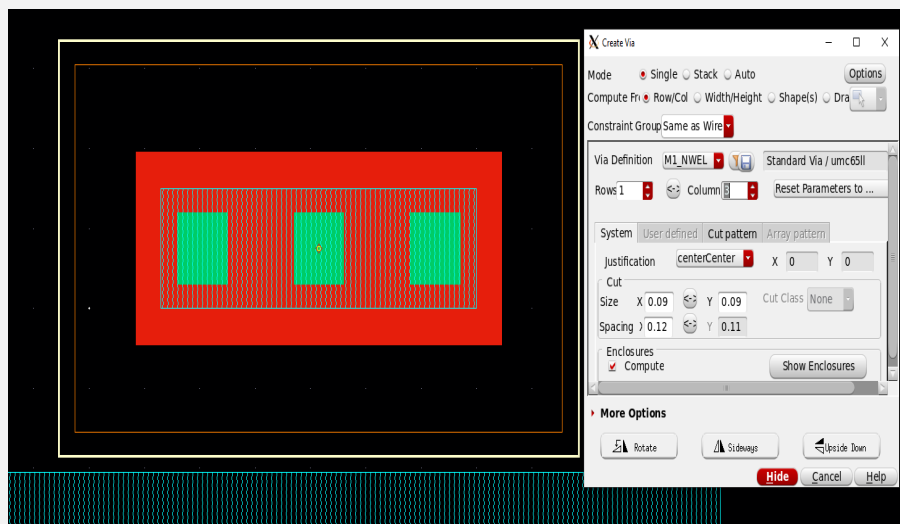 Create Via
Mode Single Stack Auto Options
Compute Fr Row/Col Width/Height Shape(s) Dra
Constraint Group Same as Wire
Via Definition M1_NWEL Standard Via / umc65ll
Rows 1 Column 3 Reset Parameters to ...
System User defined Cut pattern Array pattern
Justification centerCenter X 0 Y 0
Cut
Size X 0.09 Y 0.09 Cut Class None
Spacing 0.12 Y 0.11
Enclosures
Compute Show Enclosures
More Options
Rotate Sideways Upside Down
Hide Cancel Help